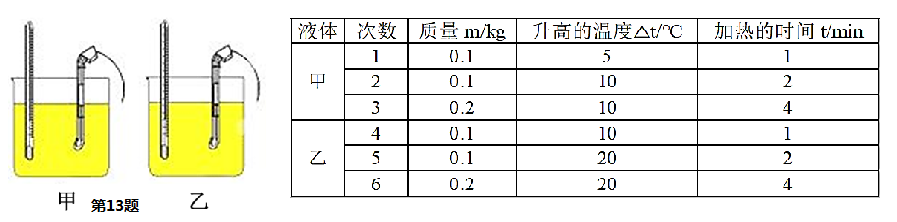 甲 第13题 乙
液体 次数 质量 m/kg 升高的温度△t/℃ 加热的时间 t/min
甲 1 0.1 5 1
2 0.1 10 2
3 0.2 10 4
乙 4 0.1 10 1
5 0.1 20 2
6 0.2 20 4